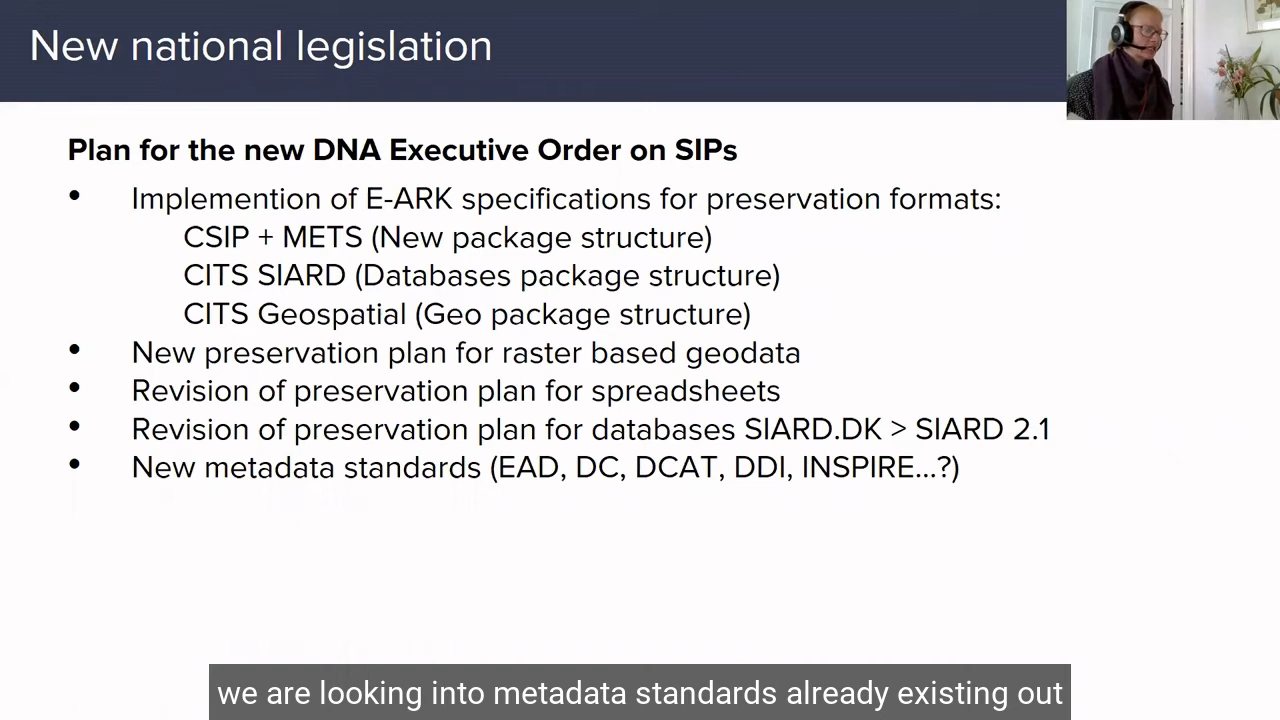 New national legislation
Plan for the new DNA Executive Order on SIPs
• Implemention of E-ARK specifications for preservation formats:
CSIP + METS (New package structure)
CITS SIARD (Databases package structure)
CITS Geospatial (Geo package structure)
• New preservation plan for raster based geodata
• Revision of preservation plan for spreadsheets
• Revision of preservation plan for databases SIARD.DK > SIARD 2.1
• New metadata standards (EAD, DC, DCAT, DDI, INSPIRE...?)
we are looking into metadata standards already existing out